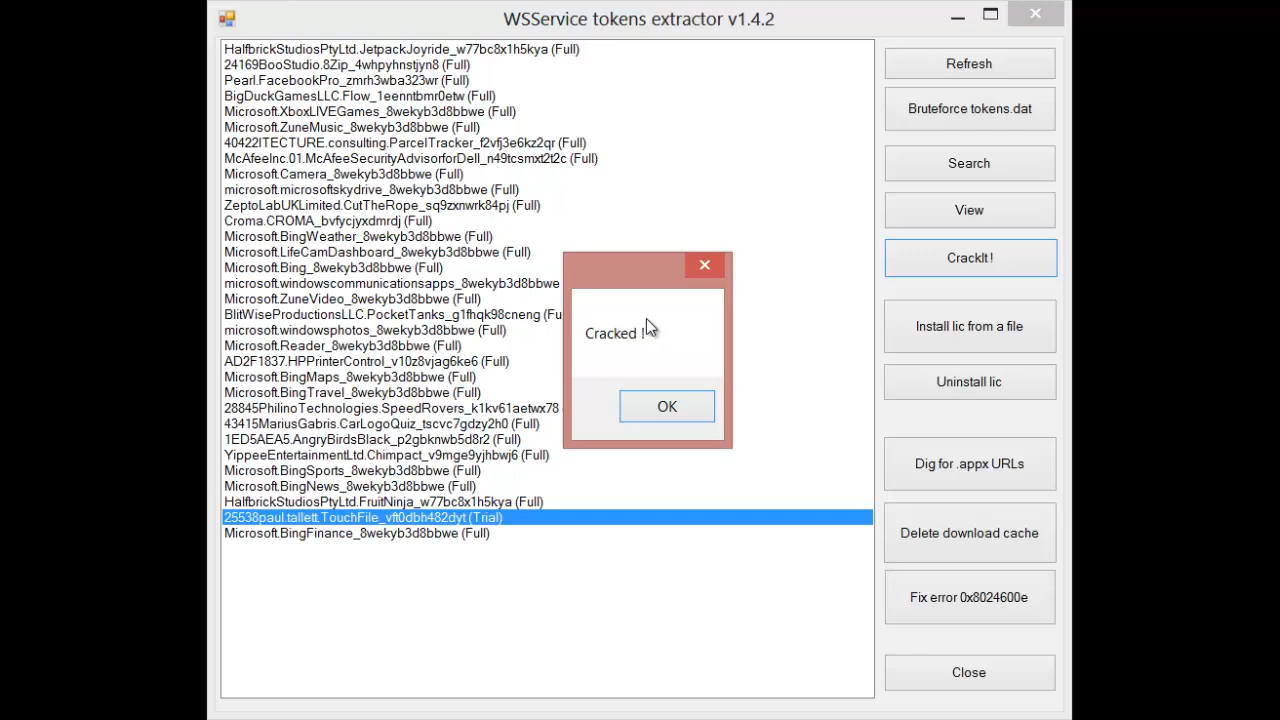 WSService tokens extractor v1.4.2
HalfbrickStudiosPtyLtd.JetpackJoyride_w77bc8x1h5kya (Full)
24169BooStudio.8Zip_4whpyhnstjyn8 (Full)
Pearl.FacebookPro_zmrh3wba323wr (Full)
BigDuckGamesLLC.Flow_1eenntbmr0etw (Full)
Microsoft.XboxLIVEGames_8wekyb3d8bbwe (Full)
Microsoft.ZuneMusic_8wekyb3d8bbwe (Full)
40422ITECTURE.consulting.ParcelTracker_f2vfj3e6kz2qr (Full)
McAfeeInc.01.McAfeeSecurityAdvisorforDell_n49tcsmxt2t2c (Full)
Microsoft.Camera_8wekyb3d8bbwe (Full)
microsoft.microsoftskydrive_8wekyb3d8bbwe (Full)
ZeptoLabUKLimited.CutTheRope_sq9zxnwrk84pj (Full)
Croma.CROMA_bvfycjyxdmrdj (Full)
Microsoft.BingWeather_8wekyb3d8bbwe (Full)
Microsoft.LifeCamDashboard_8wekyb3d8bbwe (Full)
Microsoft.Bing_8wekyb3d8bbwe (Full)
microsoft.windowscommunicationsapps_8wekyb3d8bbwe
Microsoft.ZuneVideo_8wekyb3d8bbwe (Full)
BlitWiseProductionsLLC.PocketTanks_g1fhqk98cneng (Fu
microsoft.windowsphotos_8wekyb3d8bbwe (Full)
Microsoft.Reader_8wekyb3d8bbwe (Full)
AD2F1837.HPPrinterControl_v10z8vjag6ke6 (Full)
Microsoft.BingMaps_8wekyb3d8bbwe (Full)
Microsoft.BingTravel_8wekyb3d8bbwe (Full)
28845PhilinoTechnologies.SpeedRovers_k1kv61aetwx78
43415MariusGabris.CarLogoQuiz_tscvc7gdzy2h0 (Full)
1ED5AEA5.AngryBirdsBlack_p2gbknwb5d8r2 (Full)
YippeeEntertainmentLtd.Chimpact_v9mge9yjhbwj6 (Full)
Microsoft.BingSports_8wekyb3d8bbwe (Full)
Microsoft.BingNews_8wekyb3d8bbwe (Full)
HalfbrickStudiosPtyLtd.FruitNinja_w77bc8x1h5kya (Full)
25538paul.tallett.TouchFile_vft0dbh482dyt (Trial)
Microsoft.BingFinance_8wekyb3d8bbwe (Full)
Cracked !
OK
Refresh
Bruteforce tokens.dat
Search
View
CrackIt !
Install lic from a file
Uninstall lic
Dig for .appx URLs
Delete download cache
Fix error 0x8024600e
Close